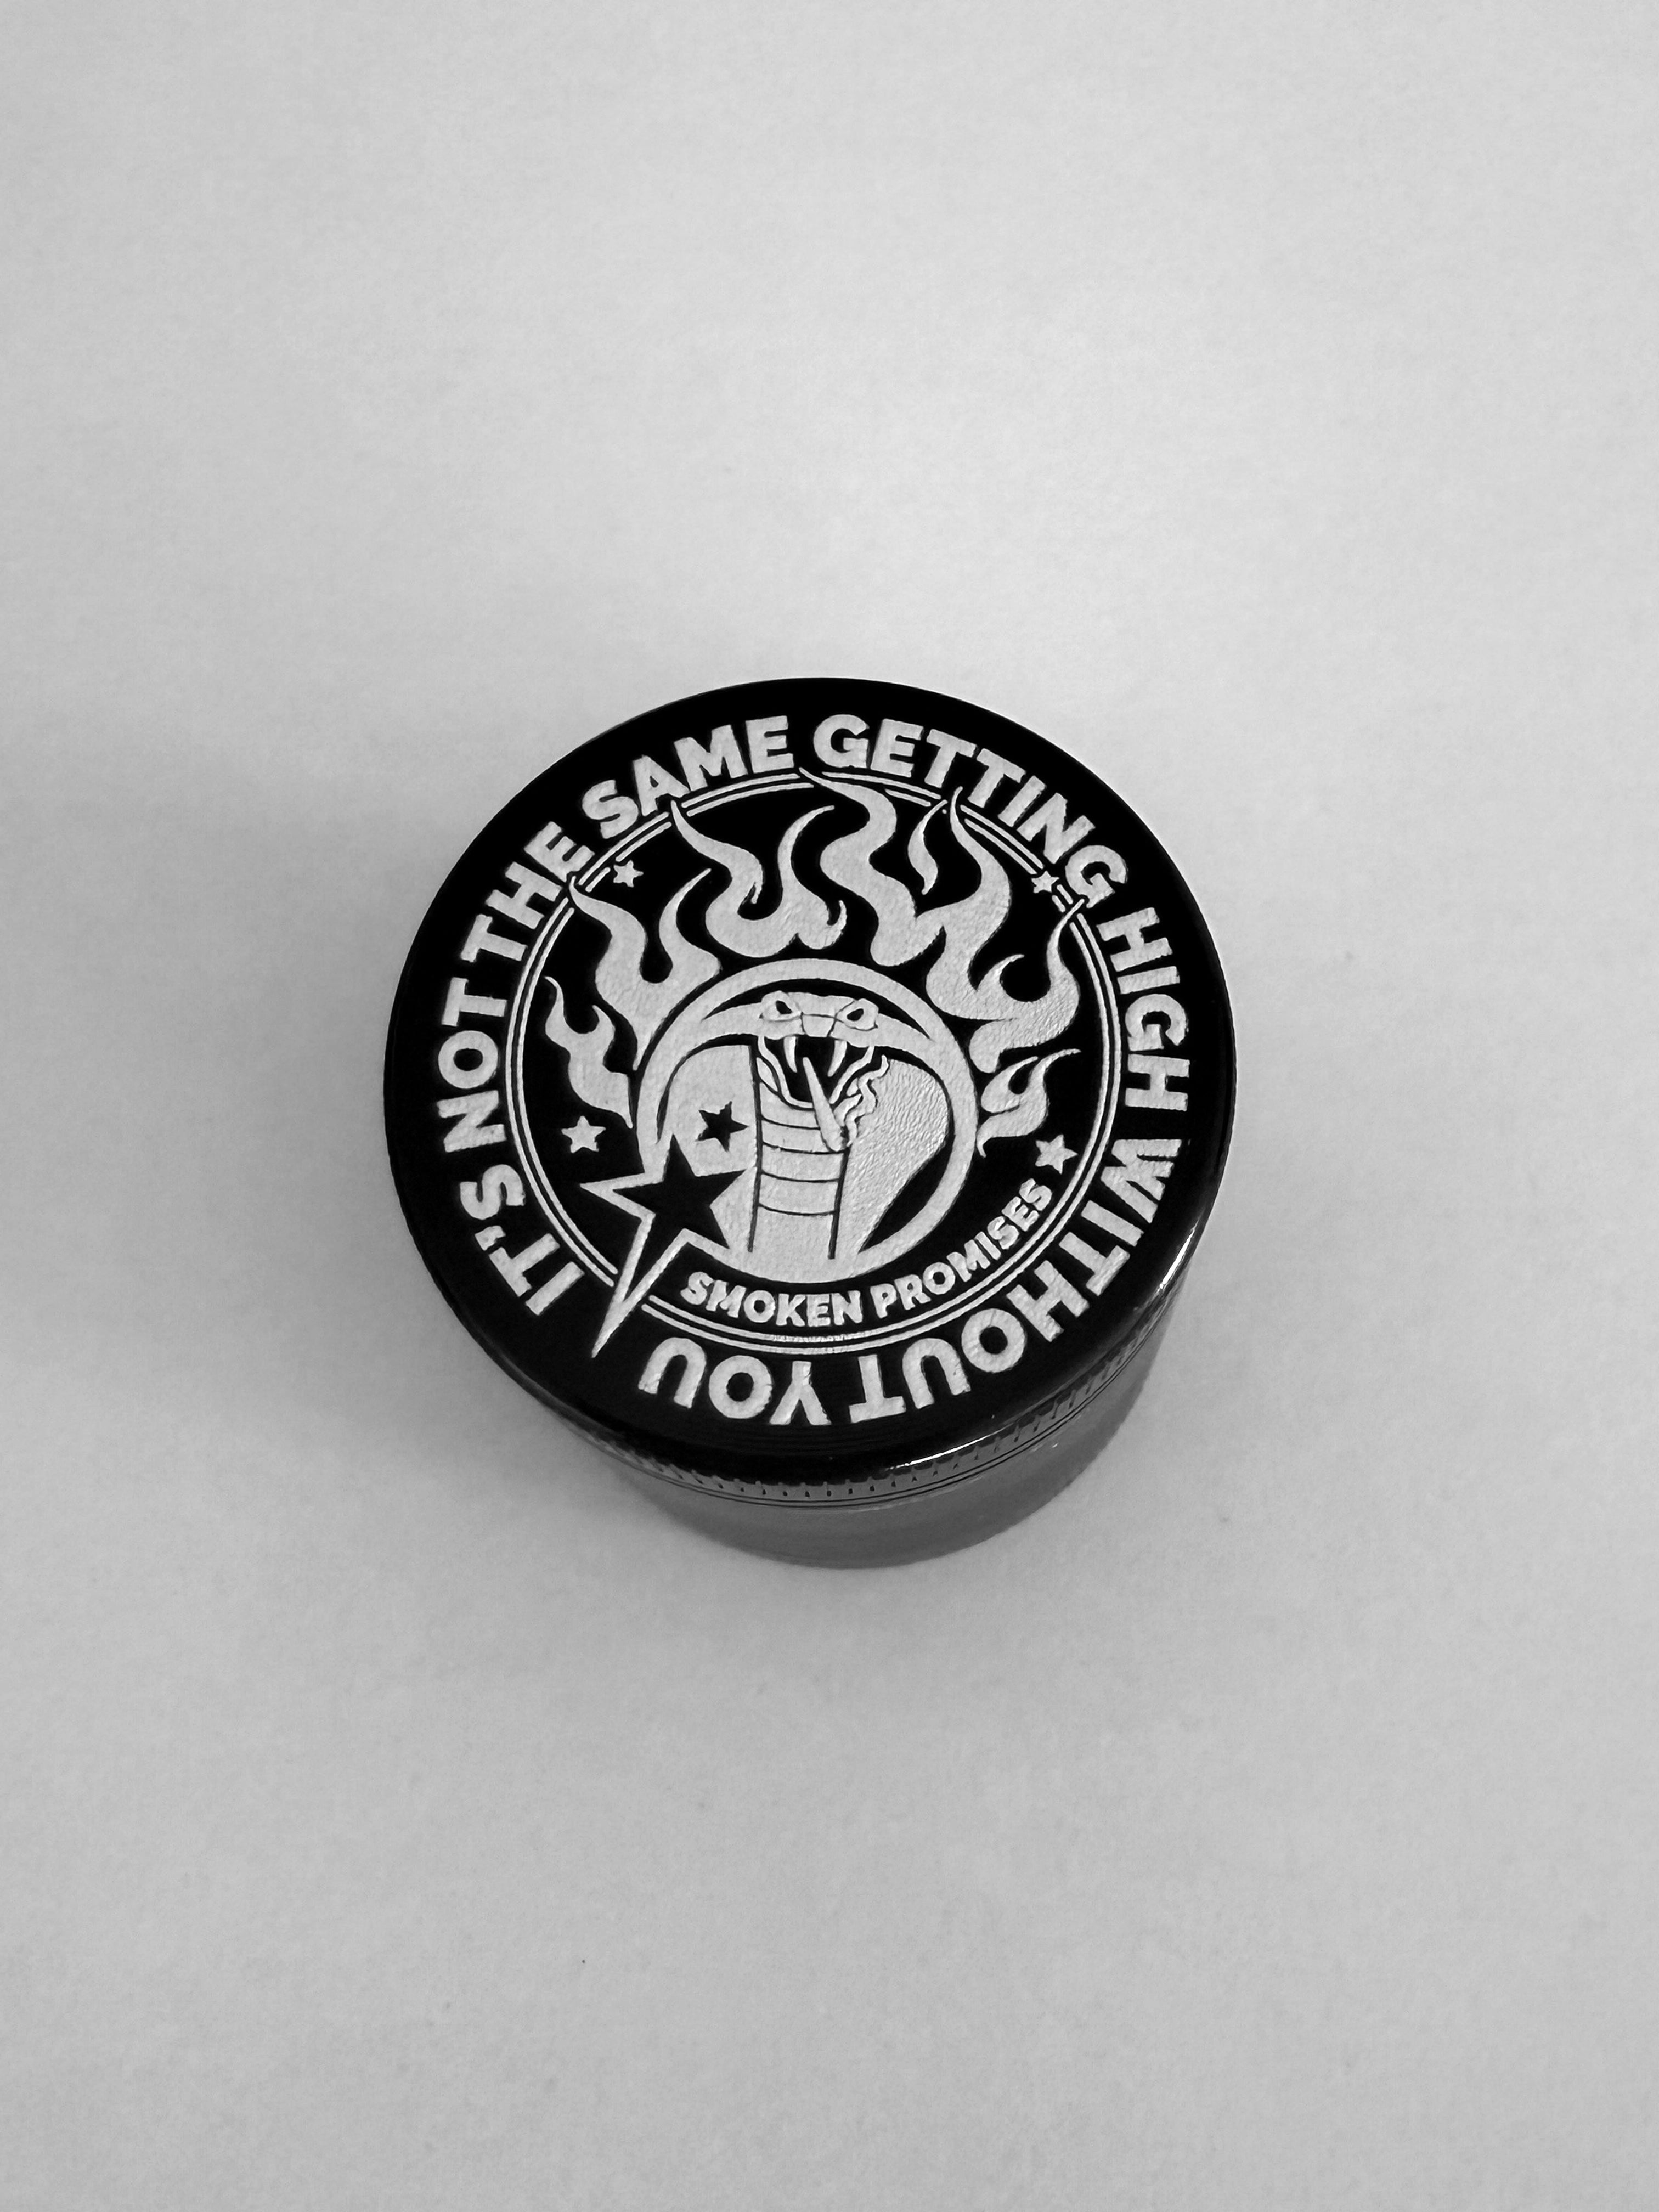 IT'S NOT THE SAME GETTING HIGH WITHOUT YOU
SMOKEN PROMISES